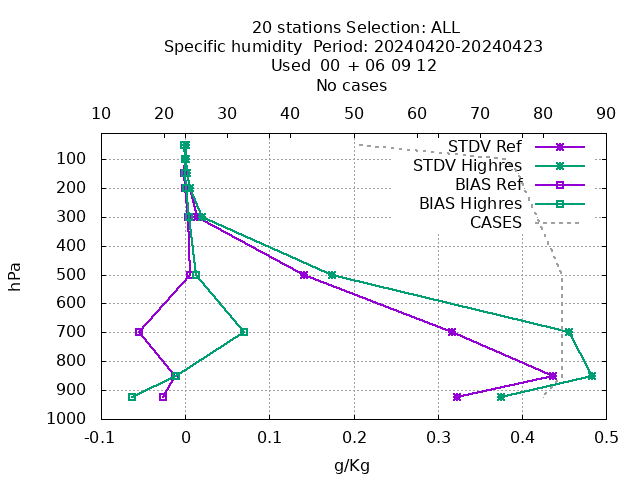 20 stations Selection: ALL
Specific humidity  Period: 20240420-20240423
Used  00 + 06 09 12
No cases
10 20 30 40 50 60 70 80 90
STDV Ref
STDV Highres
BIAS Ref
BIAS Highres
CASES
hPa
100
200
300
400
500
600
700
800
900
1000
-0.1 0 0.1 0.2 0.3 0.4 0.5
g/Kg